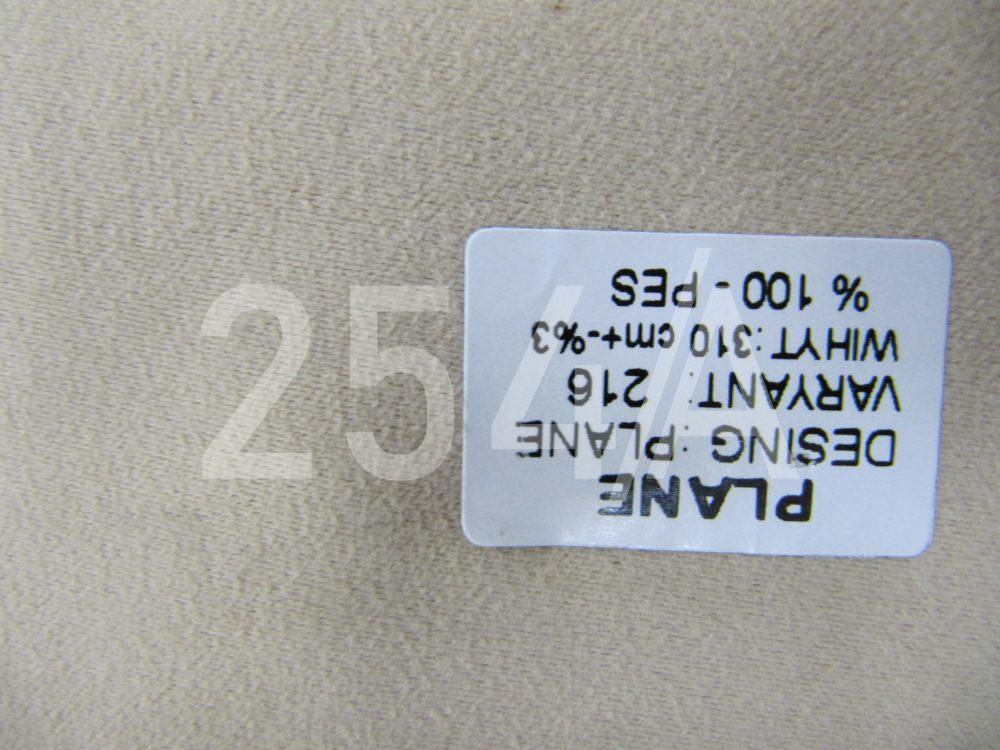 PLANE
DESING : PLANE
VARYANT : 216
WIHYT : 310 cm+-%3
% 100 - PES
254/A